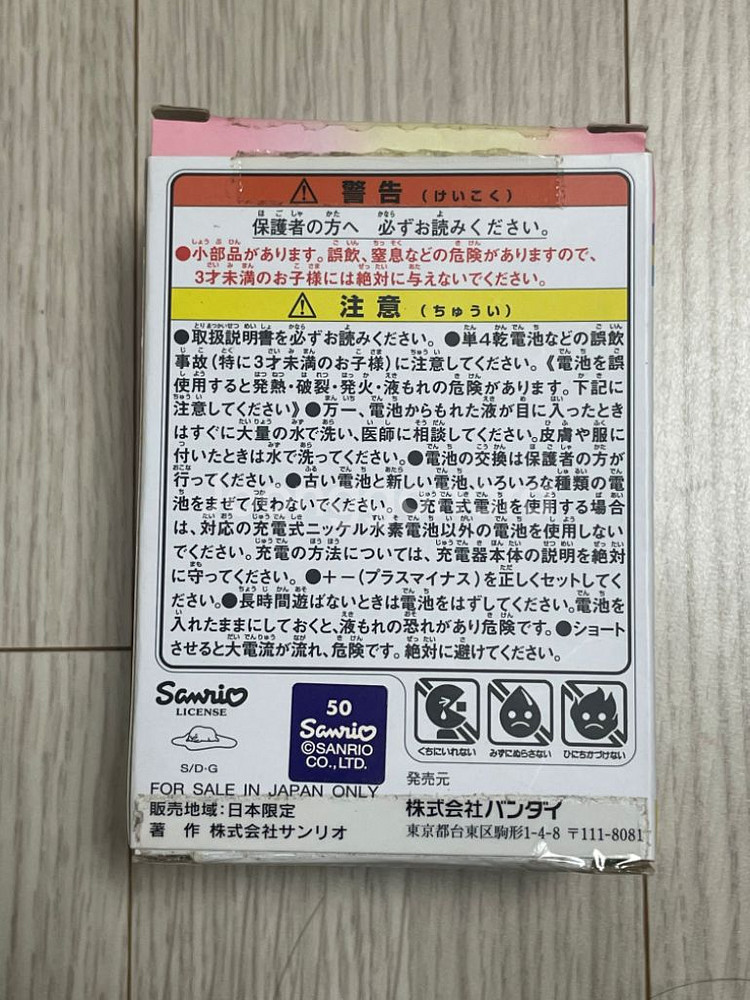 警告(けいこく)
保護者の方へ 必ずお読みください。
●小部品があります。誤飲、窒息などの危険がありますので、
3才未満のお子様には絶対に与えないでください。
注意(ちゅうい)
●取扱説明書を必ずお読みください。●単4乾電池などの誤飲
事故(特に3才未満のお子様)に注意してください。《電池を誤
使用すると発熱・破裂・発火・液もれの危険があります。下記に
注意してください》●万一、電池からもれた液が目に入ったとき
はすぐに大量の水で洗い、医師に相談してください。皮膚や服に
付いたときは水で洗ってください。●電池の交換は保護者の方が
行ってください。●古い電池と新しい電池、いろいろな種類の電
池をまぜて使わないでください。●充電式電池を使用する場合
は、対応の充電式ニッケル水素電池以外の電池を使用しない
でください。充電の方法については、充電器本体の説明を絶対
に守ってください。●+-(プラスマイナス)を正しくセットしてく
ださい。●長時間遊ばないときは電池をはずしてください。電池を
入れたままにしておくと、液もれの恐れがあり危険です。●ショート
させると大電流が流れ、危険です。絶対に避けてください。
Sanrio
LICENSE
S/D·G
50
Sanrio
©SANRIO
CO.,LTD.
くちにいれない みずにぬらさない ひにちかづけない
FOR SALE IN JAPAN ONLY
販売地域:日本限定
著 作 株式会社サンリオ
発売元
株式会社バンダイ
東京都台東区駒形1-4-8 〒111-8081